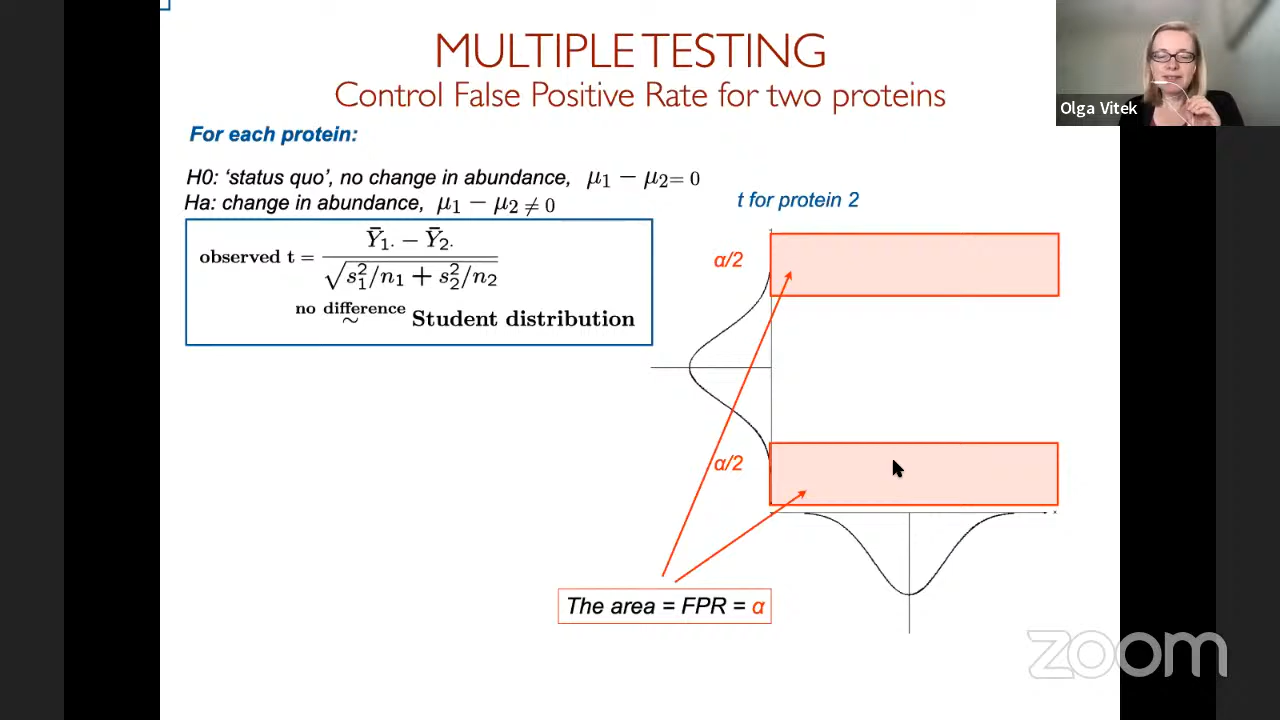 MULTIPLE TESTING
Control False Positive Rate for two proteins
Olga Vitek
For each protein:
H0: ‘status quo’, no change in abundance, μ₁ − μ₂ = 0
Ha: change in abundance, μ₁ − μ₂ ≠ 0
observed t = (Ȳ₁. − Ȳ₂.) / √(s₁²/n₁ + s₂²/n₂)
no difference
~ Student distribution
t for protein 2
α/2
α/2
The area = FPR = α
zoom